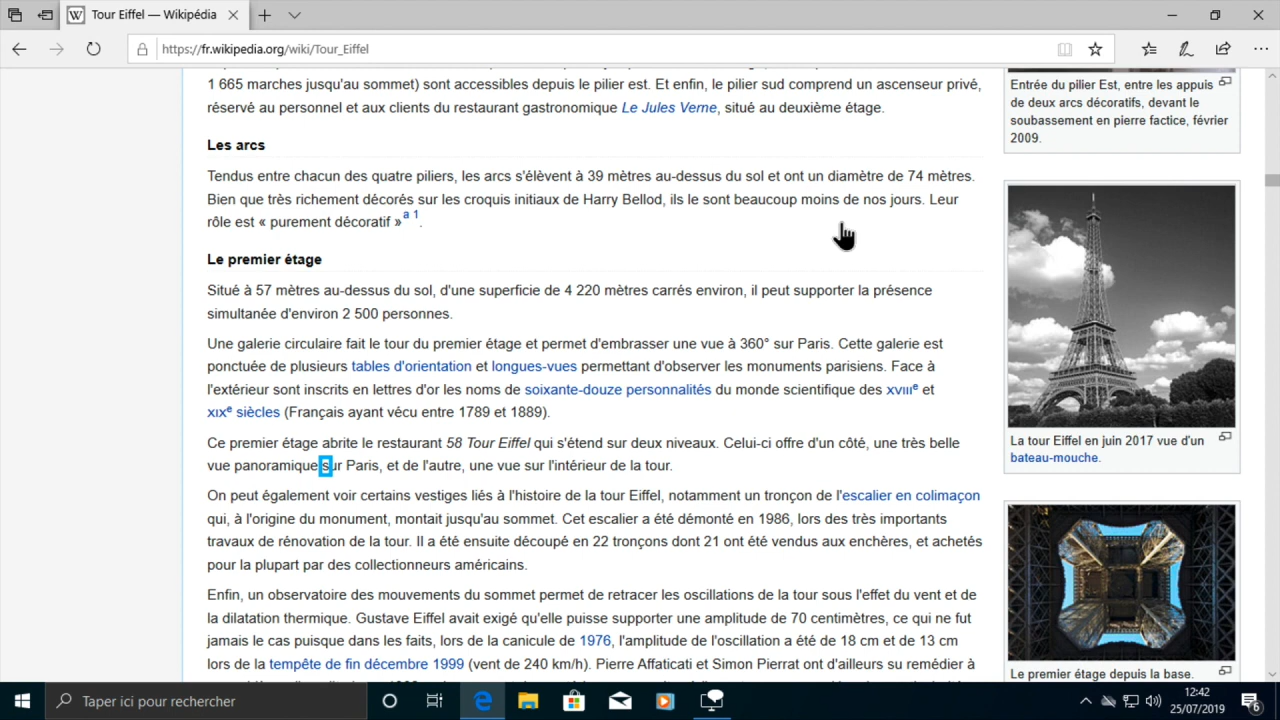 Tour Eiffel — Wikipédia
https://fr.wikipedia.org/wiki/Tour_Eiffel
1 665 marches jusqu'au sommet) sont accessibles depuis le pilier est. Et enfin, le pilier sud comprend un ascenseur privé,
réservé au personnel et aux clients du restaurant gastronomique Le Jules Verne, situé au deuxième étage.
Les arcs
Tendus entre chacun des quatre piliers, les arcs s'élèvent à 39 mètres au-dessus du sol et ont un diamètre de 74 mètres.
Bien que très richement décorés sur les croquis initiaux de Harry Bellod, ils le sont beaucoup moins de nos jours. Leur
rôle est « purement décoratif »a 1.
Le premier étage
Situé à 57 mètres au-dessus du sol, d'une superficie de 4 220 mètres carrés environ, il peut supporter la présence
simultanée d'environ 2 500 personnes.
Une galerie circulaire fait le tour du premier étage et permet d'embrasser une vue à 360° sur Paris. Cette galerie est
ponctuée de plusieurs tables d'orientation et longues-vues permettant d'observer les monuments parisiens. Face à
l'extérieur sont inscrits en lettres d'or les noms de soixante-douze personnalités du monde scientifique des XVIIIe et
XIXe siècles (Français ayant vécu entre 1789 et 1889).
Ce premier étage abrite le restaurant 58 Tour Eiffel qui s'étend sur deux niveaux. Celui-ci offre d'un côté, une très belle
vue panoramique sur Paris, et de l'autre, une vue sur l'intérieur de la tour.
On peut également voir certains vestiges liés à l'histoire de la tour Eiffel, notamment un tronçon de l'escalier en colimaçon
qui, à l'origine du monument, montait jusqu'au sommet. Cet escalier a été démonté en 1986, lors des très importants
travaux de rénovation de la tour. Il a été ensuite découpé en 22 tronçons dont 21 ont été vendus aux enchères, et achetés
pour la plupart par des collectionneurs américains.
Enfin, un observatoire des mouvements du sommet permet de retracer les oscillations de la tour sous l'effet du vent et de
la dilatation thermique. Gustave Eiffel avait exigé qu'elle puisse supporter une amplitude de 70 centimètres, ce qui ne fut
jamais le cas puisque dans les faits, lors de la canicule de 1976, l'amplitude de l'oscillation a été de 18 cm et de 13 cm
lors de la tempête de fin décembre 1999 (vent de 240 km/h). Pierre Affaticati et Simon Pierrat ont d'ailleurs su remédier à
Entrée du pilier Est, entre les appuis
de deux arcs décoratifs, devant le
soubassement en pierre factice, février
2009.
La tour Eiffel en juin 2017 vue d'un
bateau-mouche.
Le premier étage depuis la base.
Taper ici pour rechercher
12:42
25/07/2019
6